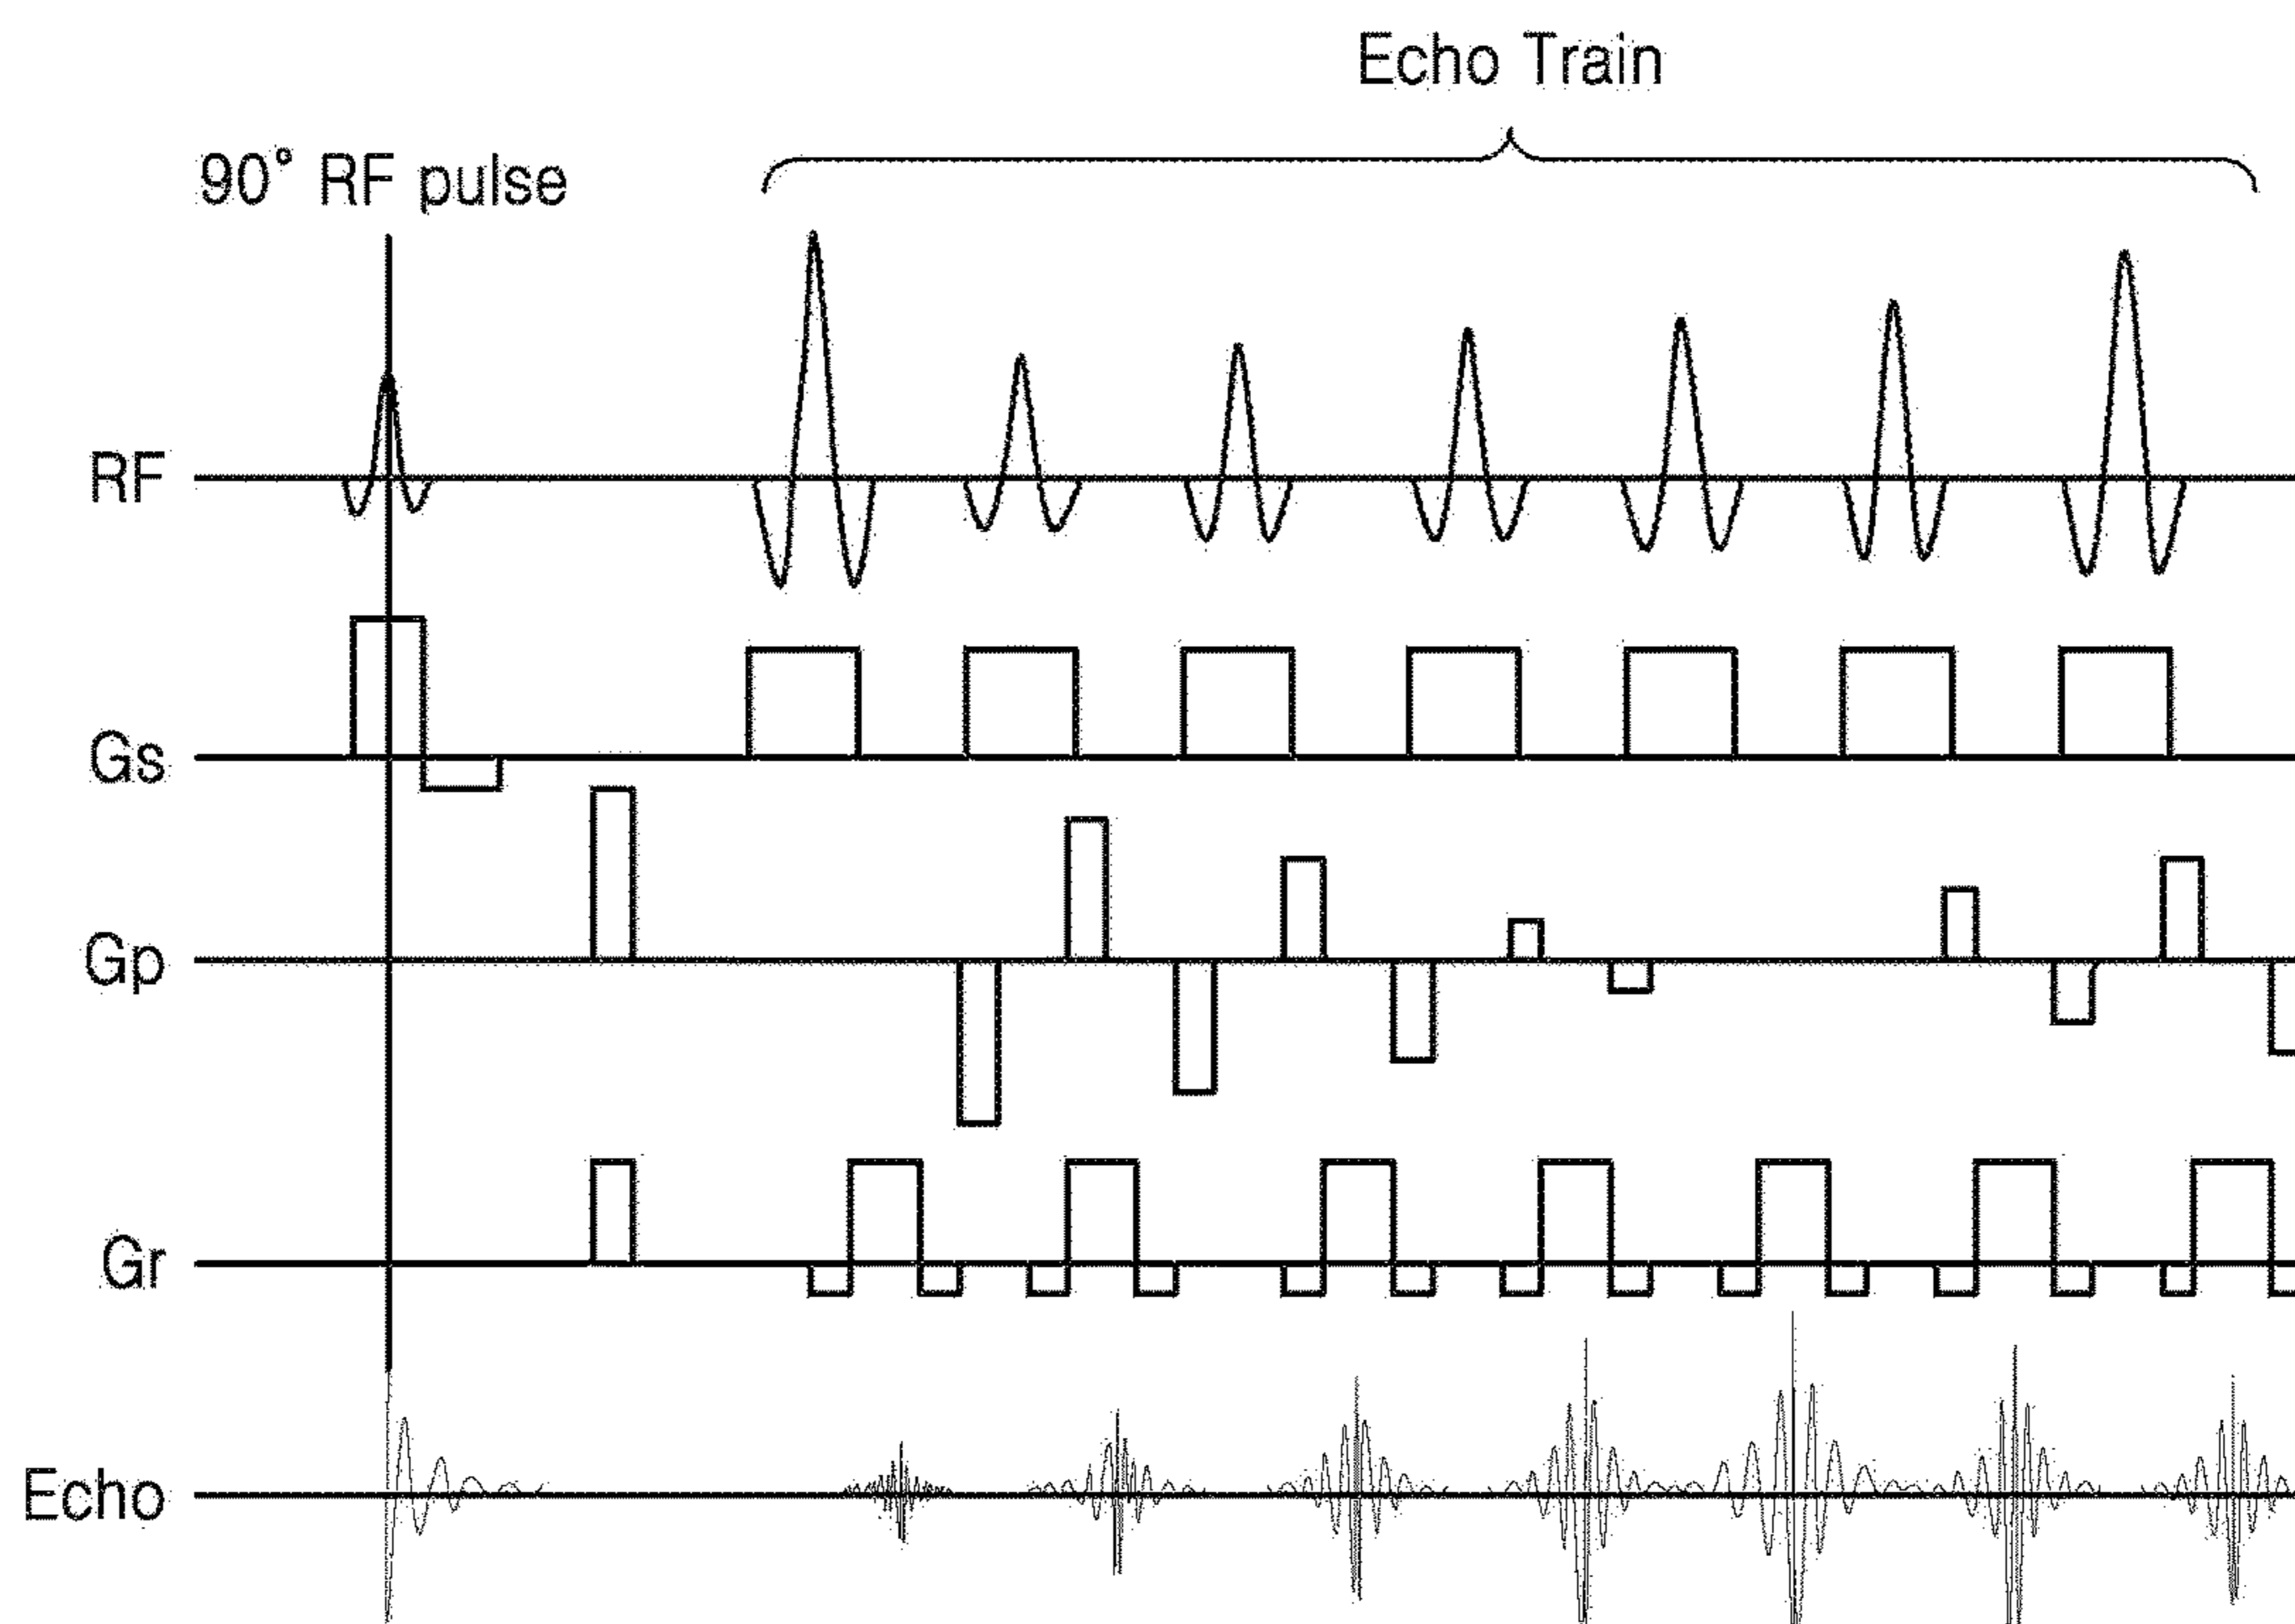 Echo Train
90° RF pulse
RF
Gs
Gp
Gr
Echo